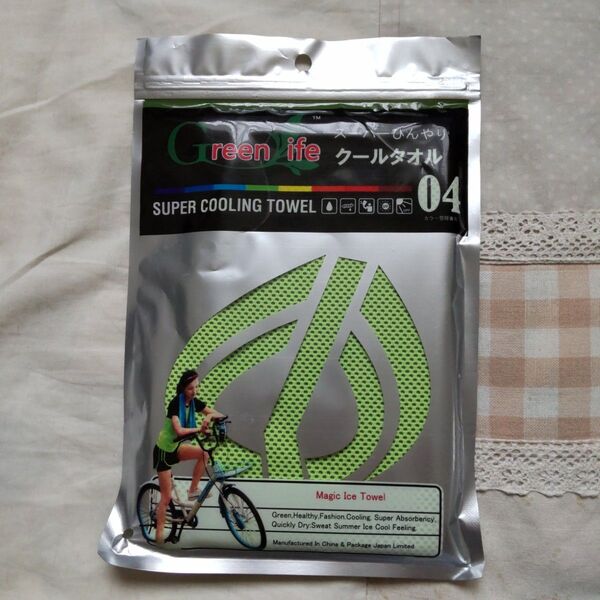 Green Life™
スーパーひんやり
クールタオル
SUPER COOLING TOWEL
04
Magic Ice Towel
Green,Healthy,Fashion,Cooling. Super Absorbency,
Quickly Dry:Sweat Summer Ice Cool Feeling.
Manufactured In China & Package Japan Limited